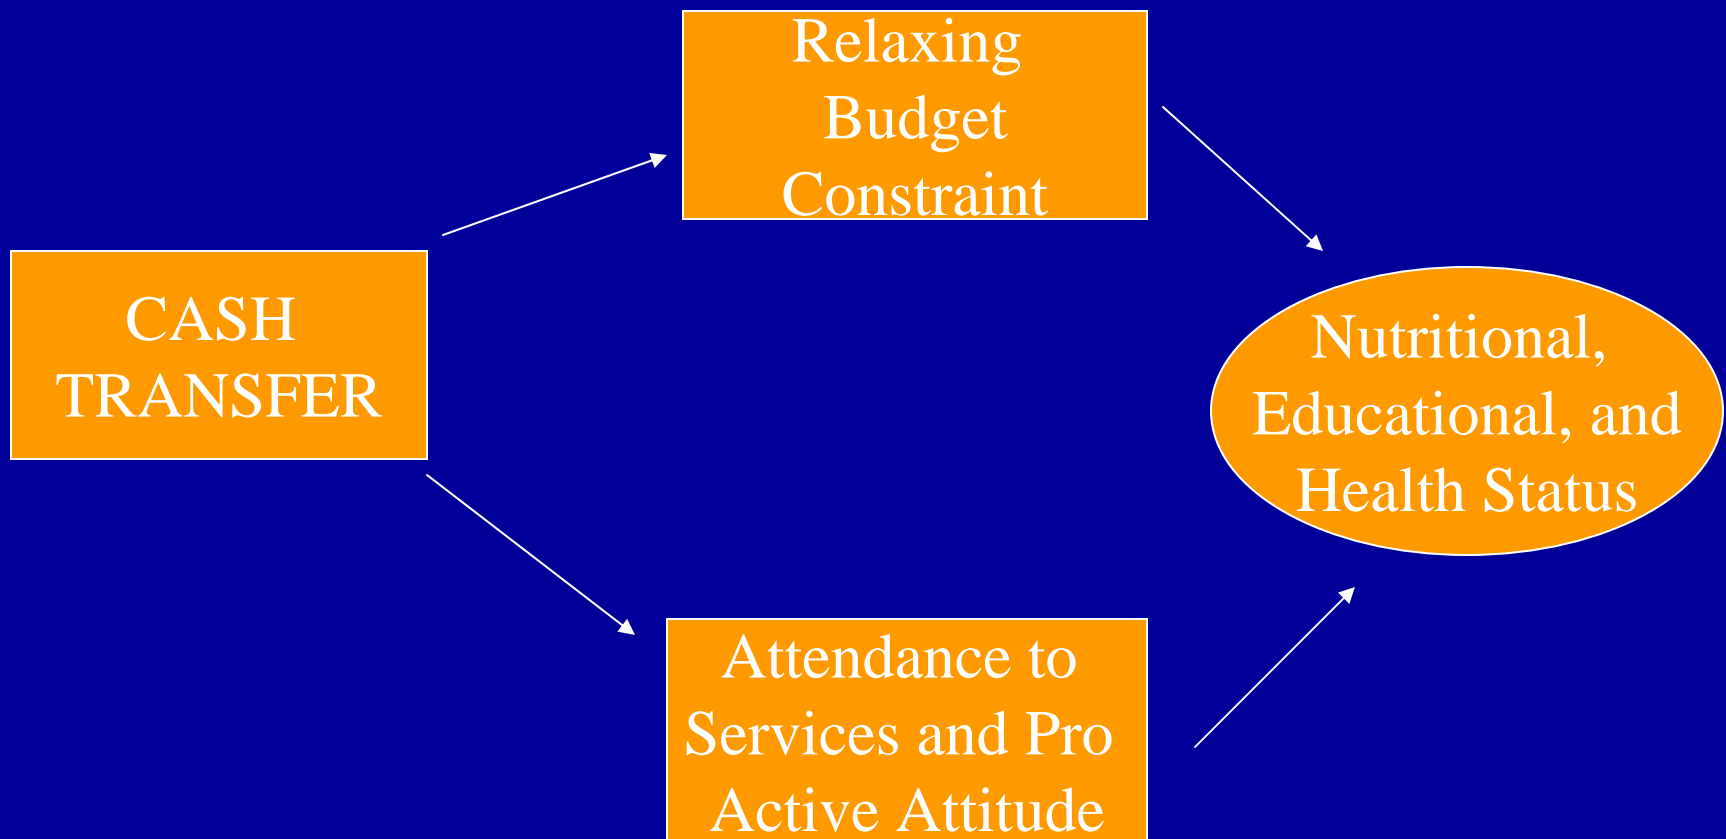 Relaxing
Budget
Constraint
CASH
TRANSFER
Nutritional,
Educational, and
Health Status
Attendance to
Services and Pro
Active Attitude